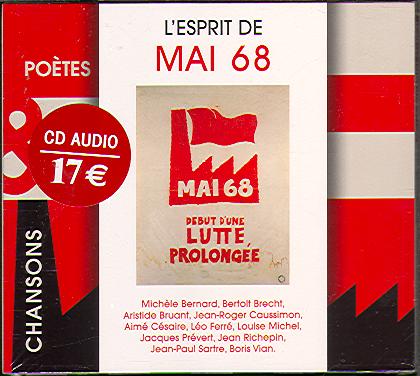 L'ESPRIT DE
MAI 68
POÈTES
&
CHANSONS
CD AUDIO
17€
MAI 68
DEBUT D'UNE
LUTTE
PROLONGÉE
Michèle Bernard, Bertolt Brecht,
Aristide Bruant, Jean-Roger Caussimon,
Aimé Césaire, Léo Ferré, Louise Michel,
Jacques Prévert, Jean Richepin,
Jean-Paul Sartre, Boris Vian.